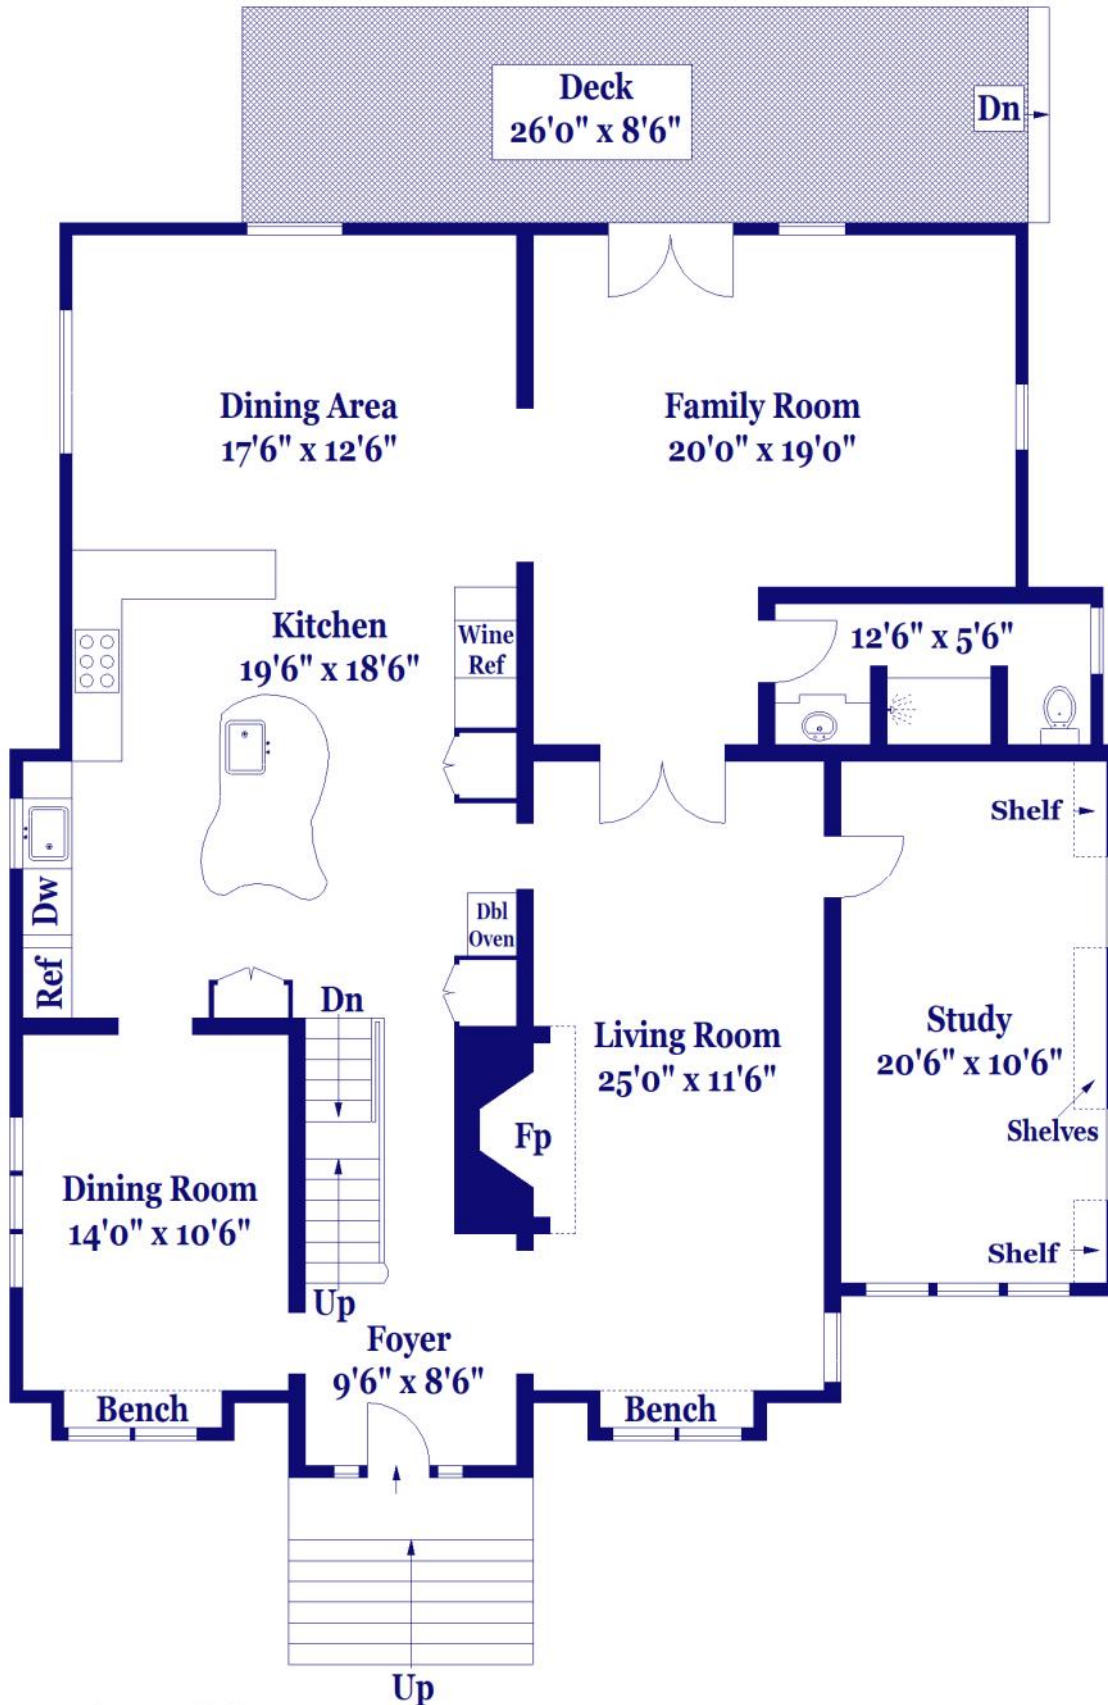 Deck
26'0" x 8'6"
Dn
Dining Area
17'6" x 12'6"
Family Room
20'0" x 19'0"
Kitchen
19'6" x 18'6"
Wine
Ref
12'6" x 5'6"
Shelf
Dw
Ref
Dbl
Oven
Dn
Living Room
25'0" x 11'6"
Study
20'6" x 10'6"
Fp
Shelves
Dining Room
14'0" x 10'6"
Shelf
Up
Foyer
9'6" x 8'6"
Bench
Bench
Up